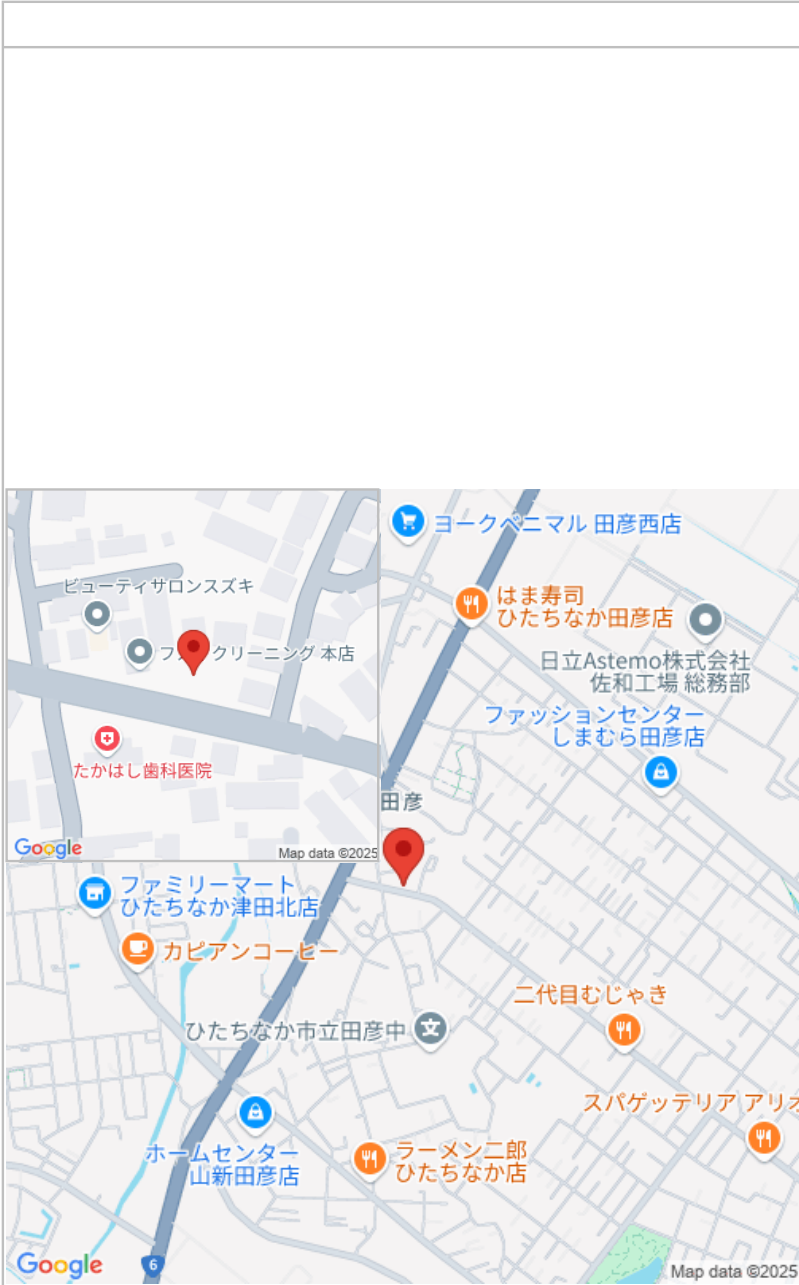 ビューティサロンスズキ
クリーニング 本店
たかはし歯科医院
Google
Map data ©2025
ヨークベニマル 田彦西店
はま寿司
ひたちなか田彦店
日立Astemo株式会社
佐和工場 総務部
ファッションセンター
しまむら田彦店
田彦
ファミリーマート
ひたちなか津田北店
カピアンコーヒー
二代目むじゃき
ひたちなか市立田彦中
スパゲッテリア アリオ
ホームセンター
山新田彦店
ラーメン二郎
ひたちなか店
Google
6
Map data ©2025